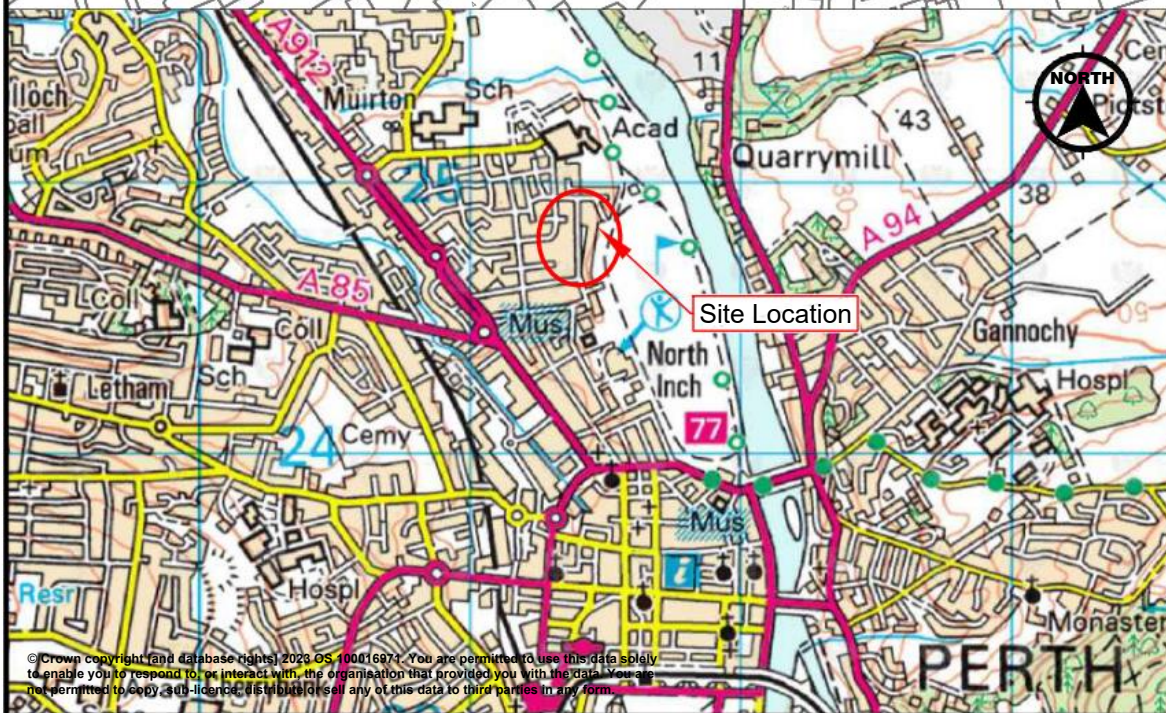 A912
Muirton
Sch
Acad
11
Quarrymill
43
NORTH
38
25
A 94
A 85
Site Location
Coll
Coll
Mus
Gannochy
50
North
Inch
Hospl
Letham
Sch
24
Cemy
77
Mus
i
Resr
Hospl
PERTH
© Crown copyright [and database rights] 2023 OS 100016971. You are permitted to use this data solely
to enable you to respond to, or interact with, the organisation that provided you with the data. You are
not permitted to copy, sub-licence, distribute or sell any of this data to third parties in any form.